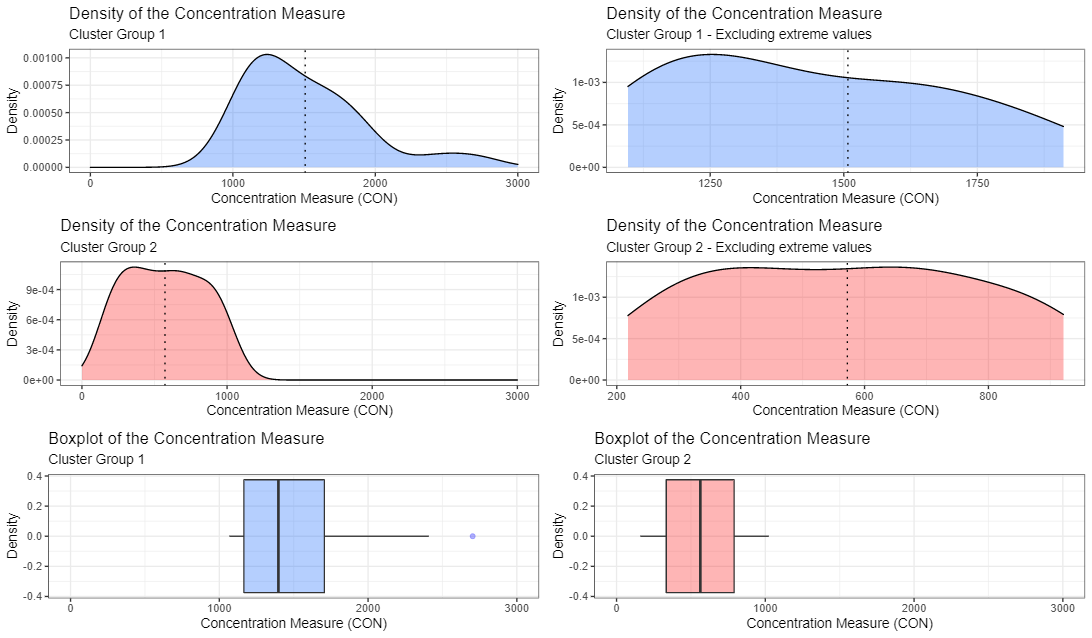 Density of the Concentration Measure
Cluster Group 1
Density
0.00100
0.00075
0.00050
0.00025
0.00000
0 1000 2000 3000
Concentration Measure (CON)
Density of the Concentration Measure
Cluster Group 1 - Excluding extreme values
Density
1e-03
5e-04
0e+00
1250 1500 1750
Concentration Measure (CON)
Density of the Concentration Measure
Cluster Group 2
Density
9e-04
6e-04
3e-04
0e+00
0 1000 2000 3000
Concentration Measure (CON)
Density of the Concentration Measure
Cluster Group 2 - Excluding extreme values
Density
1e-03
5e-04
0e+00
200 400 600 800
Concentration Measure (CON)
Boxplot of the Concentration Measure
Cluster Group 1
Density
0.4
0.2
0.0
-0.2
-0.4
0 1000 2000 3000
Concentration Measure (CON)
Boxplot of the Concentration Measure
Cluster Group 2
Density
0.4
0.2
0.0
-0.2
-0.4
0 1000 2000 3000
Concentration Measure (CON)